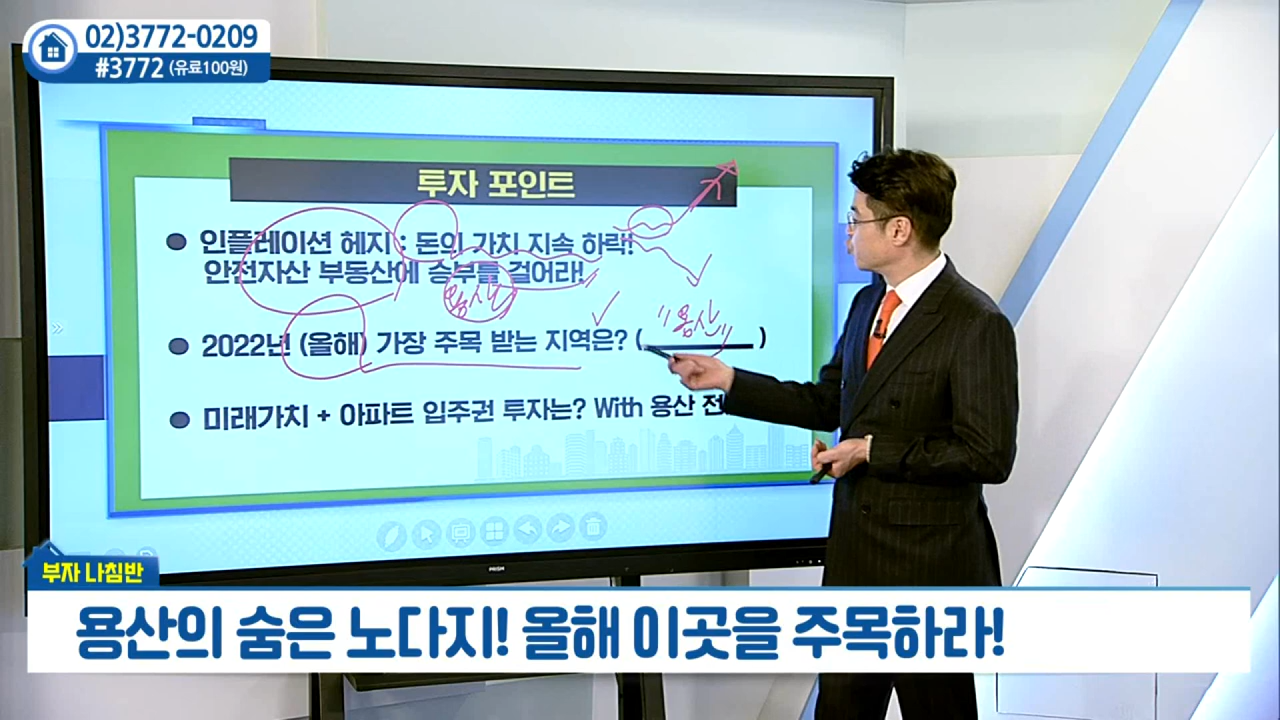 02)3772-0209
#3772 (유료100원)
투자 포인트
인플레이션 헤지 : 돈의 가치 지속 하락!
안전자산 부동산에 승부를 걸어라!
용산
"용산"
2022년 (올해) 가장 주목 받는 지역은? ( )
미래가치 + 아파트 입주권 투자는? With 용산 전
PRISM
부자 나침반
용산의 숨은 노다지! 올해 이곳을 주목하라!